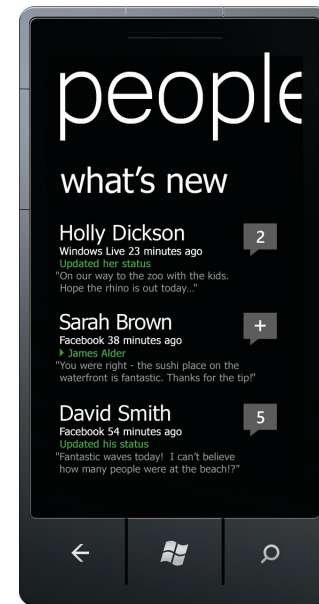 people
what's new
Holly Dickson
2
Windows Live 23 minutes ago
Updated her status
"On our way to the zoo with the kids.
Hope the rhino is out today..."
Sarah Brown
+
Facebook 38 minutes ago
James Alder
"You were right - the sushi place on the
waterfront is fantastic. Thanks for the tip!"
David Smith
5
Facebook 54 minutes ago
Updated his status
"Fantastic waves today!  I can't believe
how many people were at the beach!?"